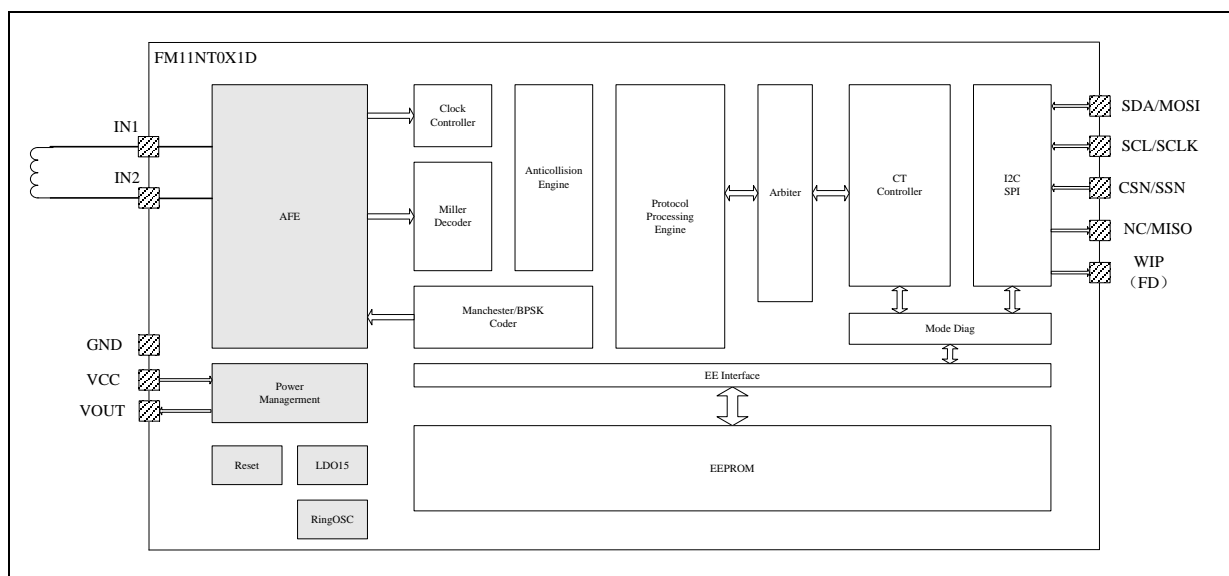 FM11NT0X1D
IN1
IN2
GND
VCC
VOUT
AFE
Power
Managerment
Reset
LDO15
RingOSC
Clock
Controller
Miller
Decoder
Manchester/BPSK
Coder
Anticollision
Engine
Protocol
Processing
Engine
Arbiter
CT
Controller
I2C
SPI
Mode Diag
EE Interface
EEPROM
SDA/MOSI
SCL/SCLK
CSN/SSN
NC/MISO
WIP
（FD）